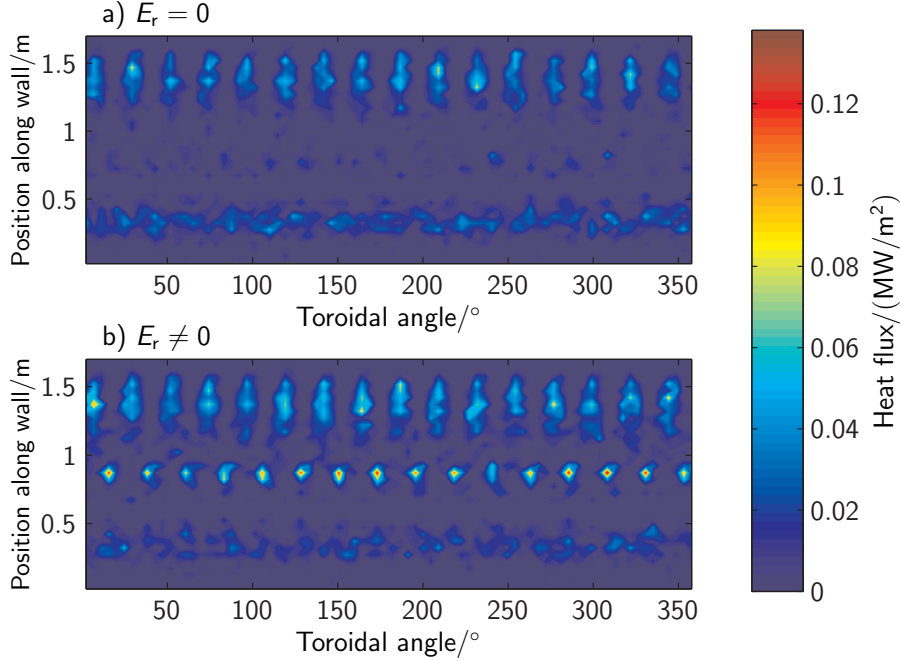 a) E_r = 0
Position along wall/m
1.5
1
0.5
50 100 150 200 250 300 350
Toroidal angle/°
b) E_r ≠ 0
Position along wall/m
1.5
1
0.5
50 100 150 200 250 300 350
Toroidal angle/°
0.12
0.1
0.08
0.06
0.04
0.02
0
Heat flux/(MW/m²)